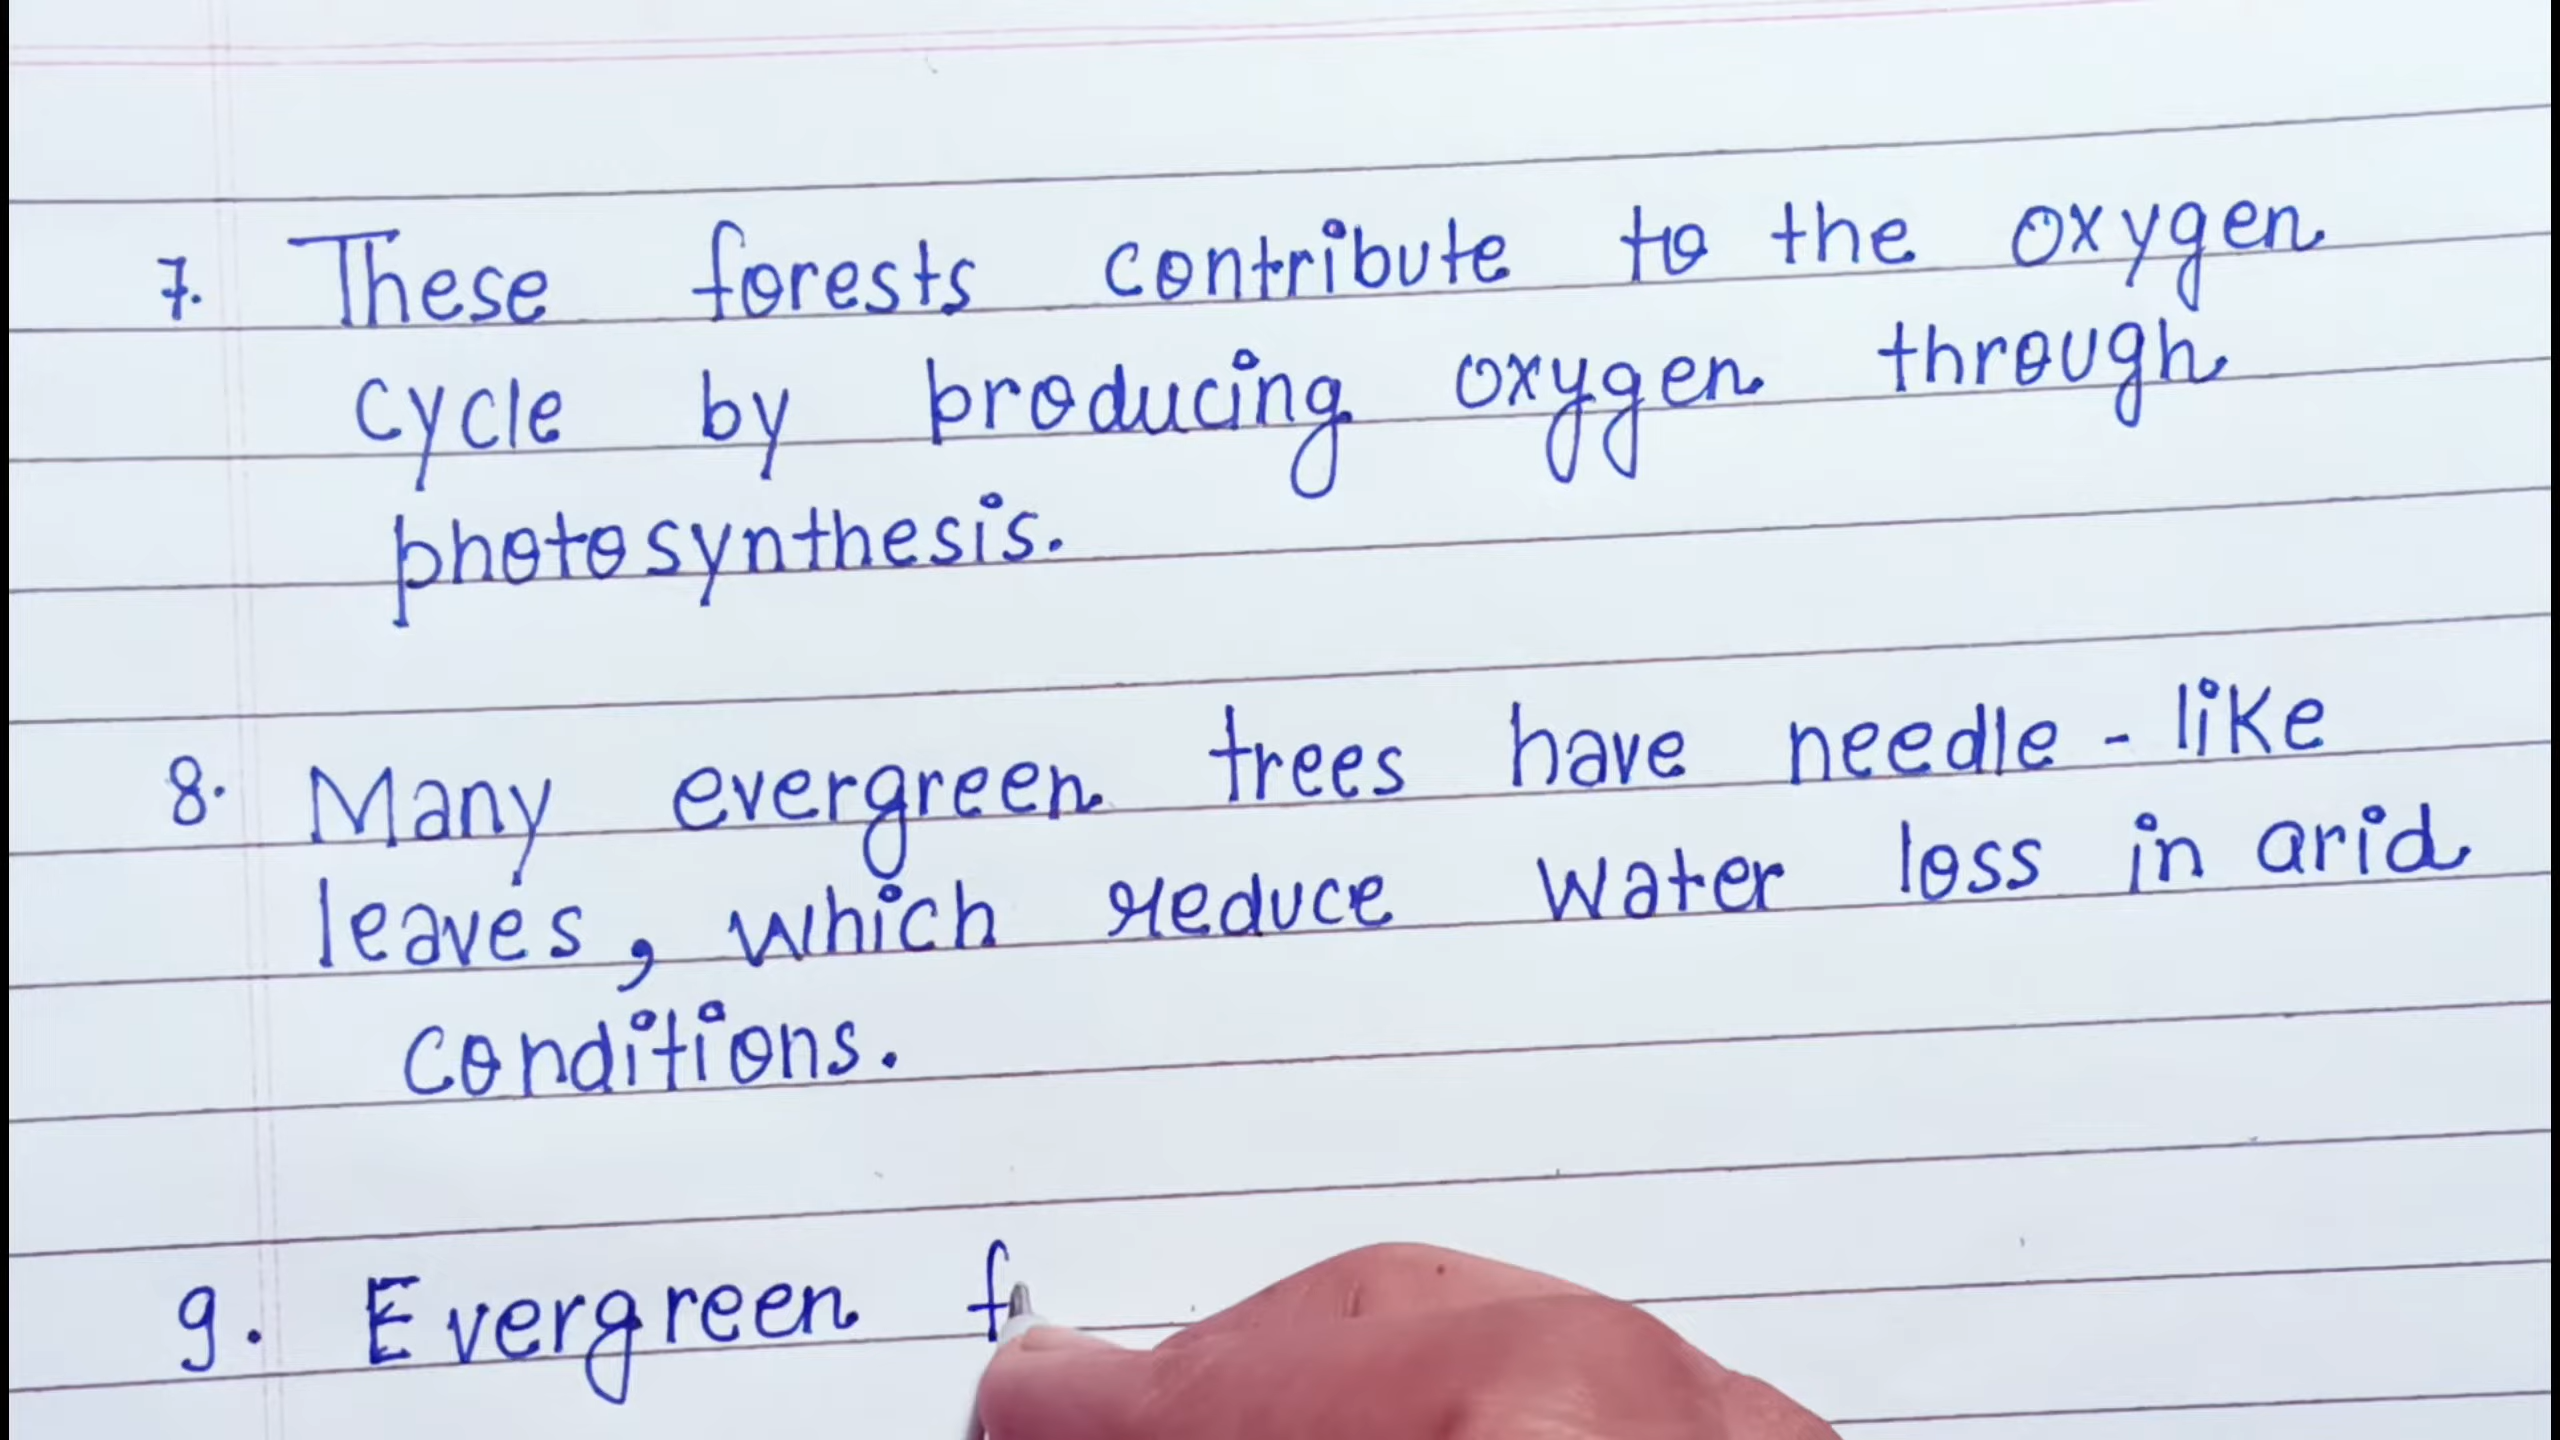 7. These forests contribute to the oxygen
cycle by producing oxygen through
photosynthesis.
8. Many evergreen trees have needle-like
leaves, which reduce water loss in arid
conditions.
9. Evergreen f